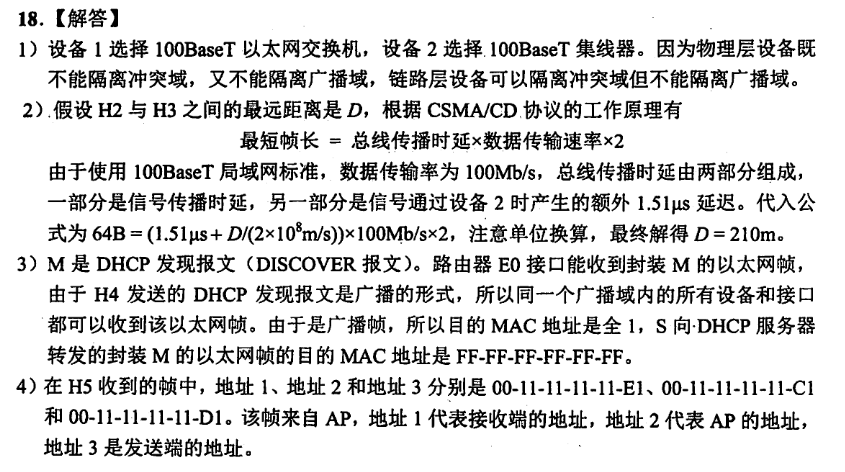 18.【解答】
1）设备 1 选择 100BaseT 以太网交换机，设备 2 选择 100BaseT 集线器。因为物理层设备既
不能隔离冲突域，又不能隔离广播域，链路层设备可以隔离冲突域但不能隔离广播域。
2）假设 H2 与 H3 之间的最远距离是 D，根据 CSMA/CD 协议的工作原理有
最短帧长 = 总线传播时延×数据传输速率×2
由于使用 100BaseT 局域网标准，数据传输率为 100Mb/s，总线传播时延由两部分组成，
一部分是信号传播时延，另一部分是信号通过设备 2 时产生的额外 1.51μs 延迟。代入公
式为 64B = (1.51μs + D/(2×10⁸m/s))×100Mb/s×2，注意单位换算，最终解得 D = 210m。
3）M 是 DHCP 发现报文（DISCOVER 报文）。路由器 E0 接口能收到封装 M 的以太网帧，
由于 H4 发送的 DHCP 发现报文是广播的形式，所以同一个广播域内的所有设备和接口
都可以收到该以太网帧。由于是广播帧，所以目的 MAC 地址是全 1，S 向 DHCP 服务器
转发的封装 M 的以太网帧的目的 MAC 地址是 FF-FF-FF-FF-FF-FF。
4）在 H5 收到的帧中，地址 1、地址 2 和地址 3 分别是 00-11-11-11-11-E1、00-11-11-11-11-C1
和 00-11-11-11-11-D1。该帧来自 AP，地址 1 代表接收端的地址，地址 2 代表 AP 的地址，
地址 3 是发送端的地址。